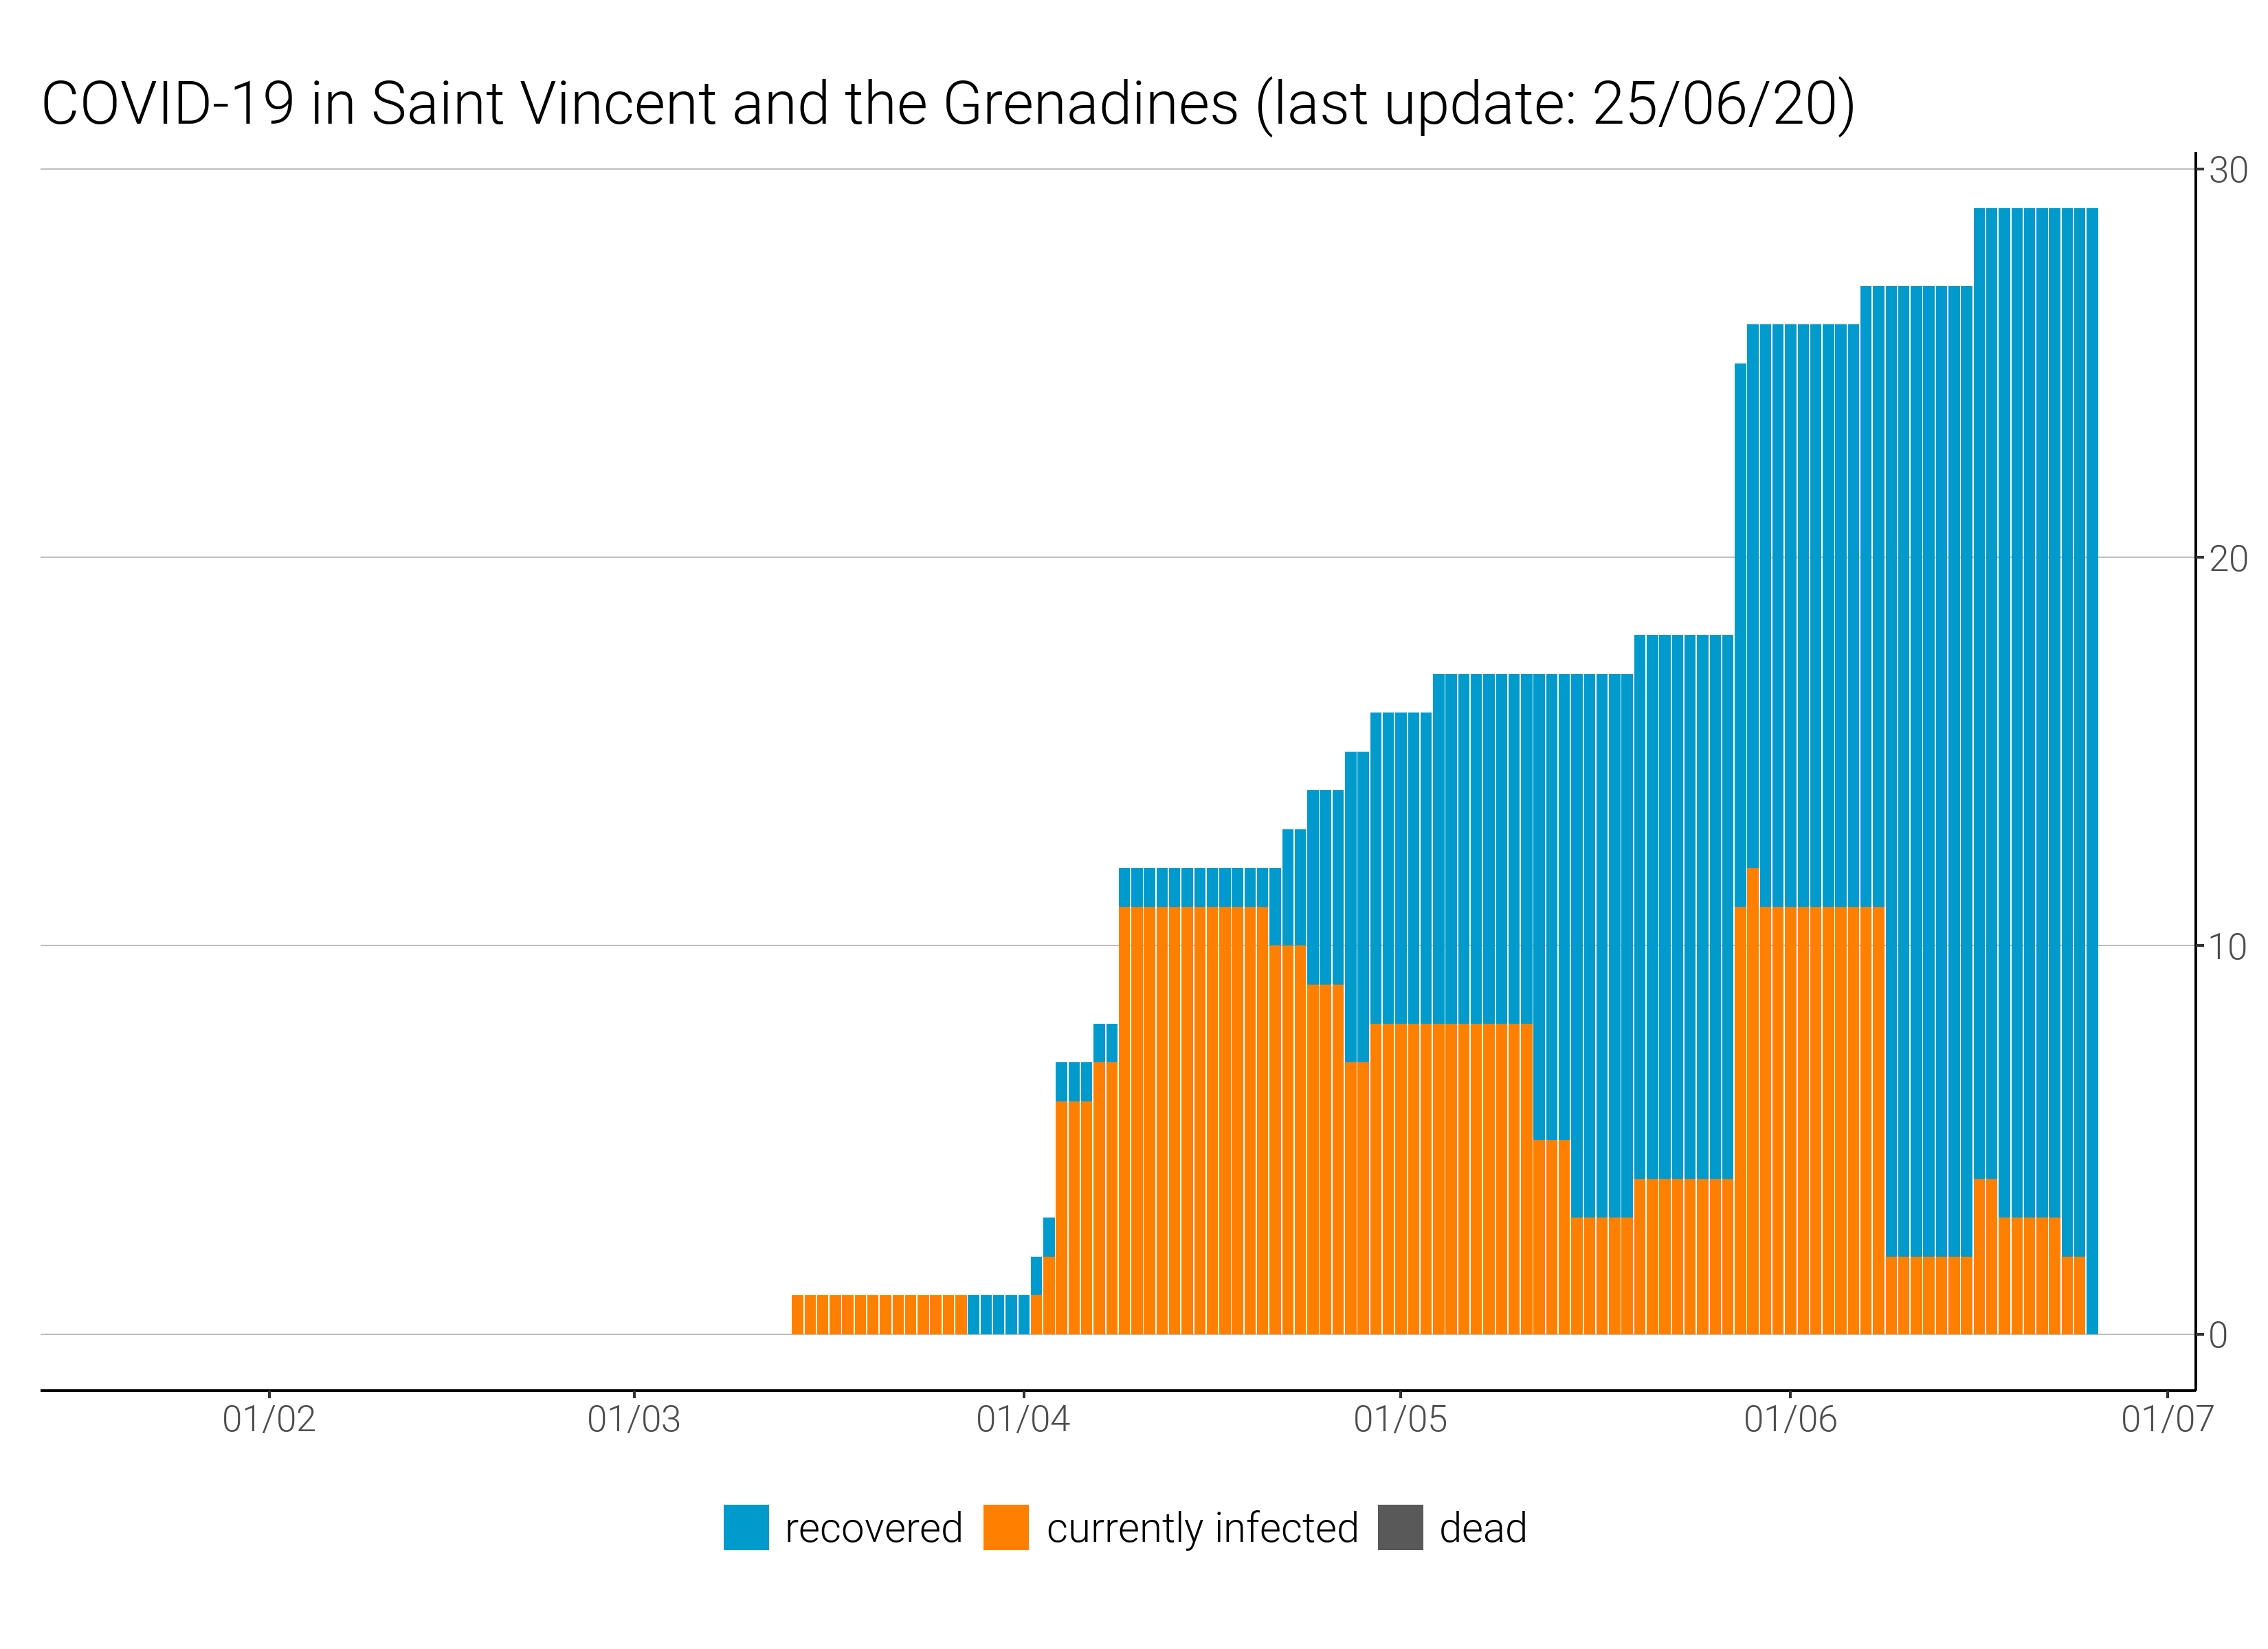 COVID-19 in Saint Vincent and the Grenadines (last update: 25/06/20)
30
20
10
0
01/02 01/03 01/04 01/05 01/06 01/07
recovered currently infected dead